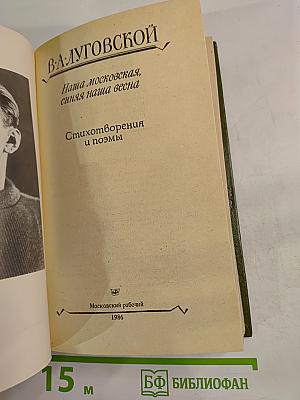 В·А·ЛУГОВСКОЙ
Наша московская,
синяя наша весна
Стихотворения
и поэмы
Московский рабочий
1986
15 м
БФ БИБЛИОФАН